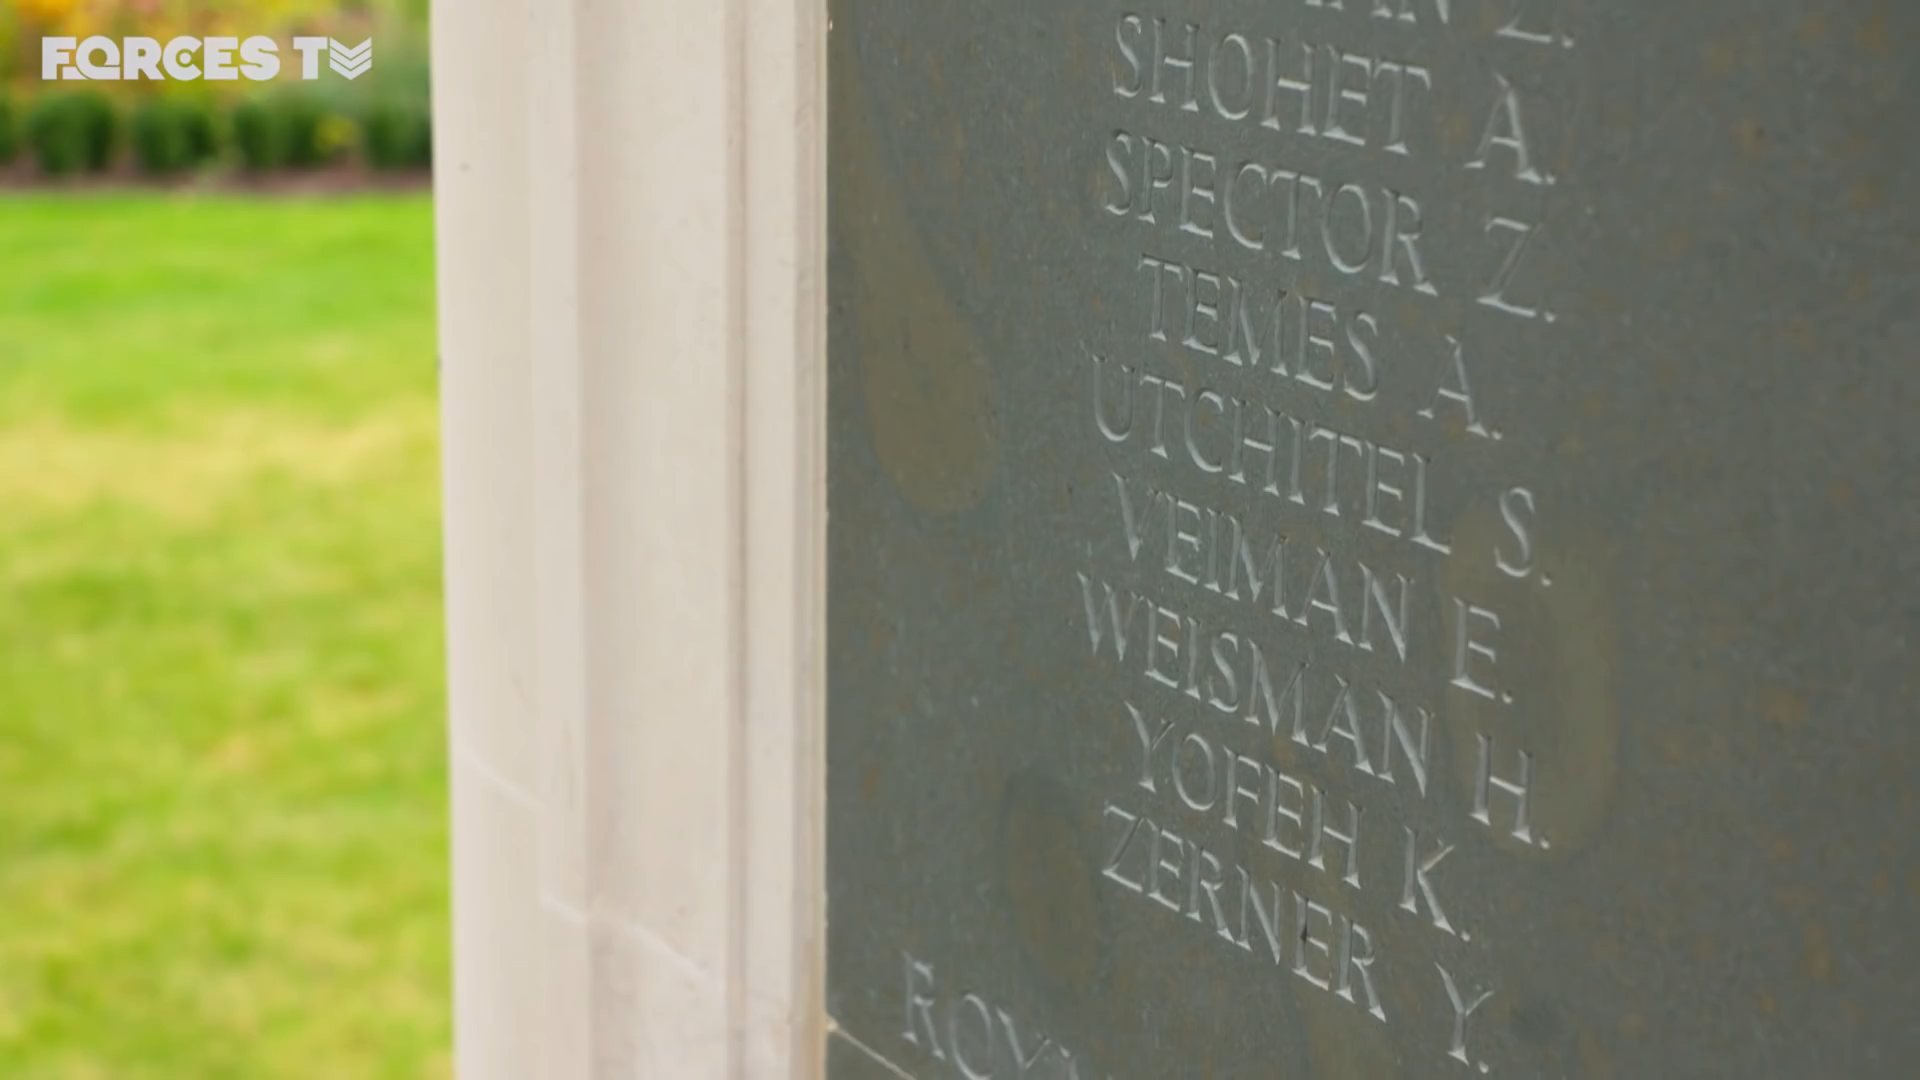 FORCES TV
SHOHET A.
SPECTOR Z.
TEMES A.
UTCHITEL S.
VEIMAN E.
WEISMAN H.
YOFEH K.
ZERNER Y.